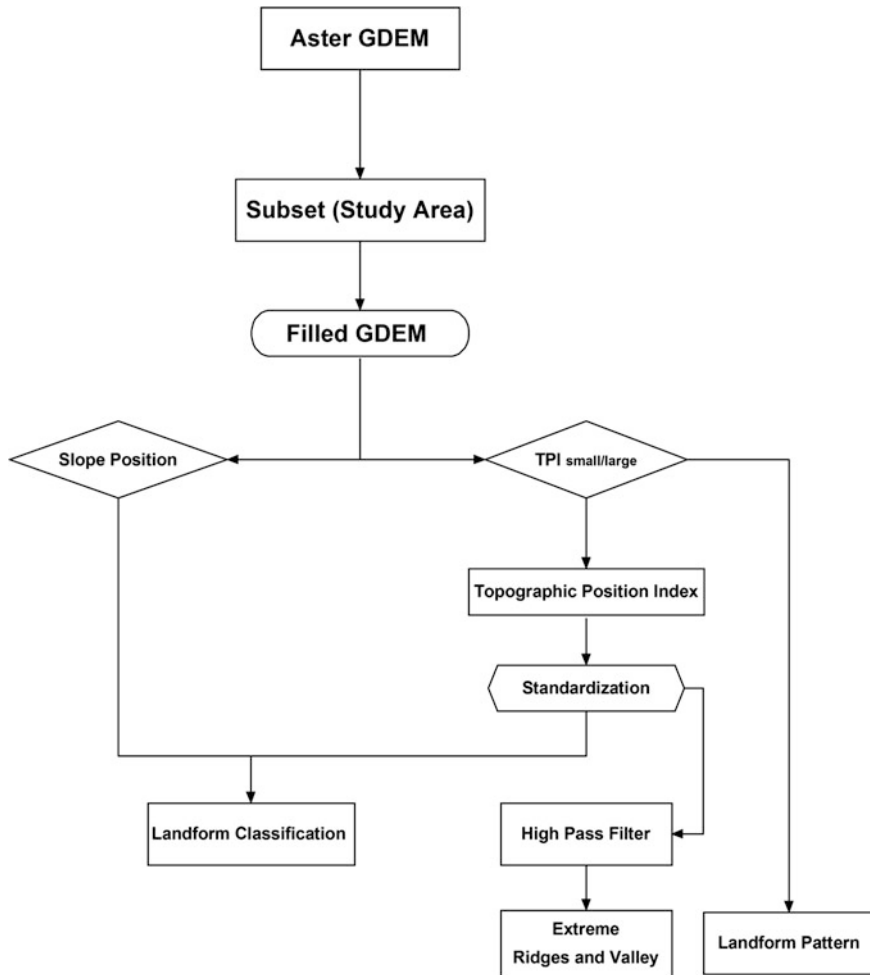 Aster GDEM
Subset (Study Area)
Filled GDEM
Slope Position
TPI small/large
Topographic Position Index
Standardization
Landform Classification
High Pass Filter
Extreme
Ridges and Valley
Landform Pattern